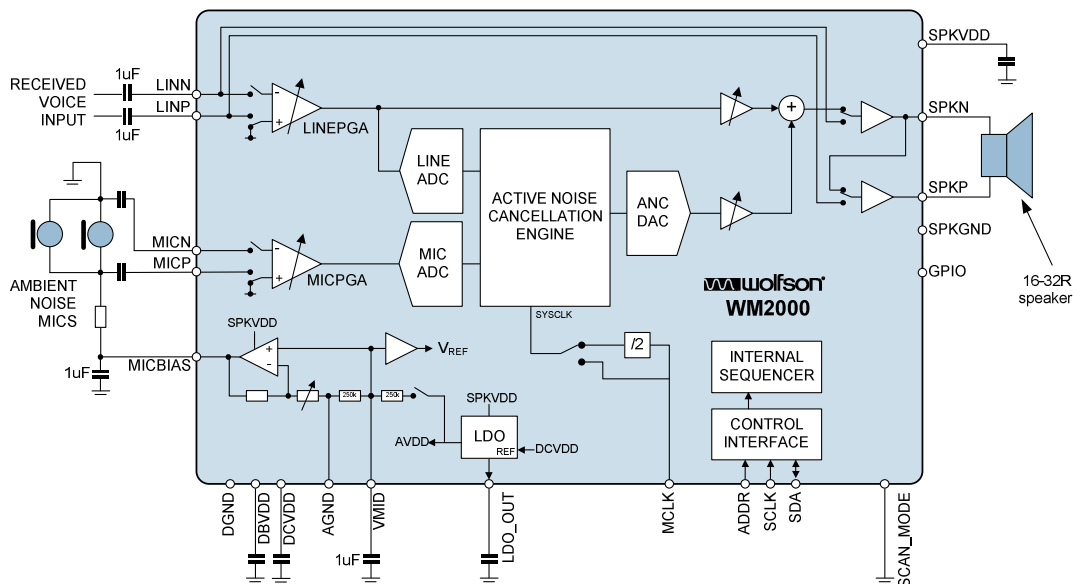 SPKVDD
1uF
RECEIVED
VOICE
INPUT
1uF
LINN
LINP
LINEPGA
LINE
ADC
ACTIVE NOISE
CANCELLATION
ENGINE
ANC
DAC
SPKN
SPKP
SPKGND
GPIO
16-32R
speaker
MICN
MICP
MICPGA
MIC
ADC
AMBIENT
NOISE
MICS
wolfson
WM2000
SYSCLK
/2
SPKVDD
VREF
MICBIAS
1uF
250k
250k
SPKVDD
LDO
REF
AVDD
DCVDD
INTERNAL
SEQUENCER
CONTROL
INTERFACE
DGND
DBVDD
DCVDD
AGND
VMID
LDO_OUT
MCLK
ADDR
SCLK
SDA
SCAN_MODE
1uF
+
-
+
-
+
+
-